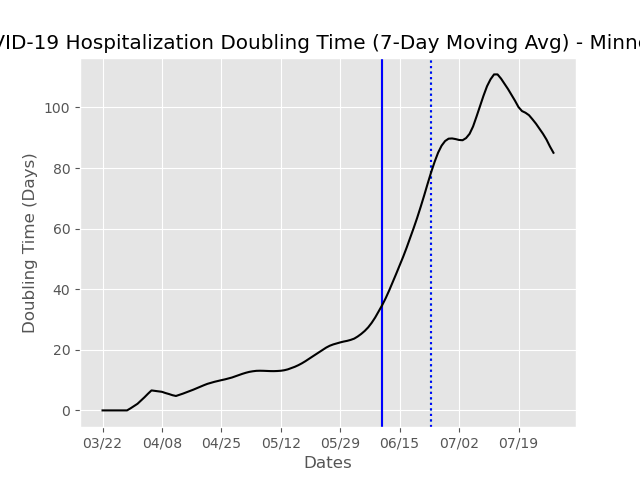 VID-19 Hospitalization Doubling Time (7-Day Moving Avg) - Minne
Doubling Time (Days)
100
80
60
40
20
0
03/22 04/08 04/25 05/12 05/29 06/15 07/02 07/19
Dates